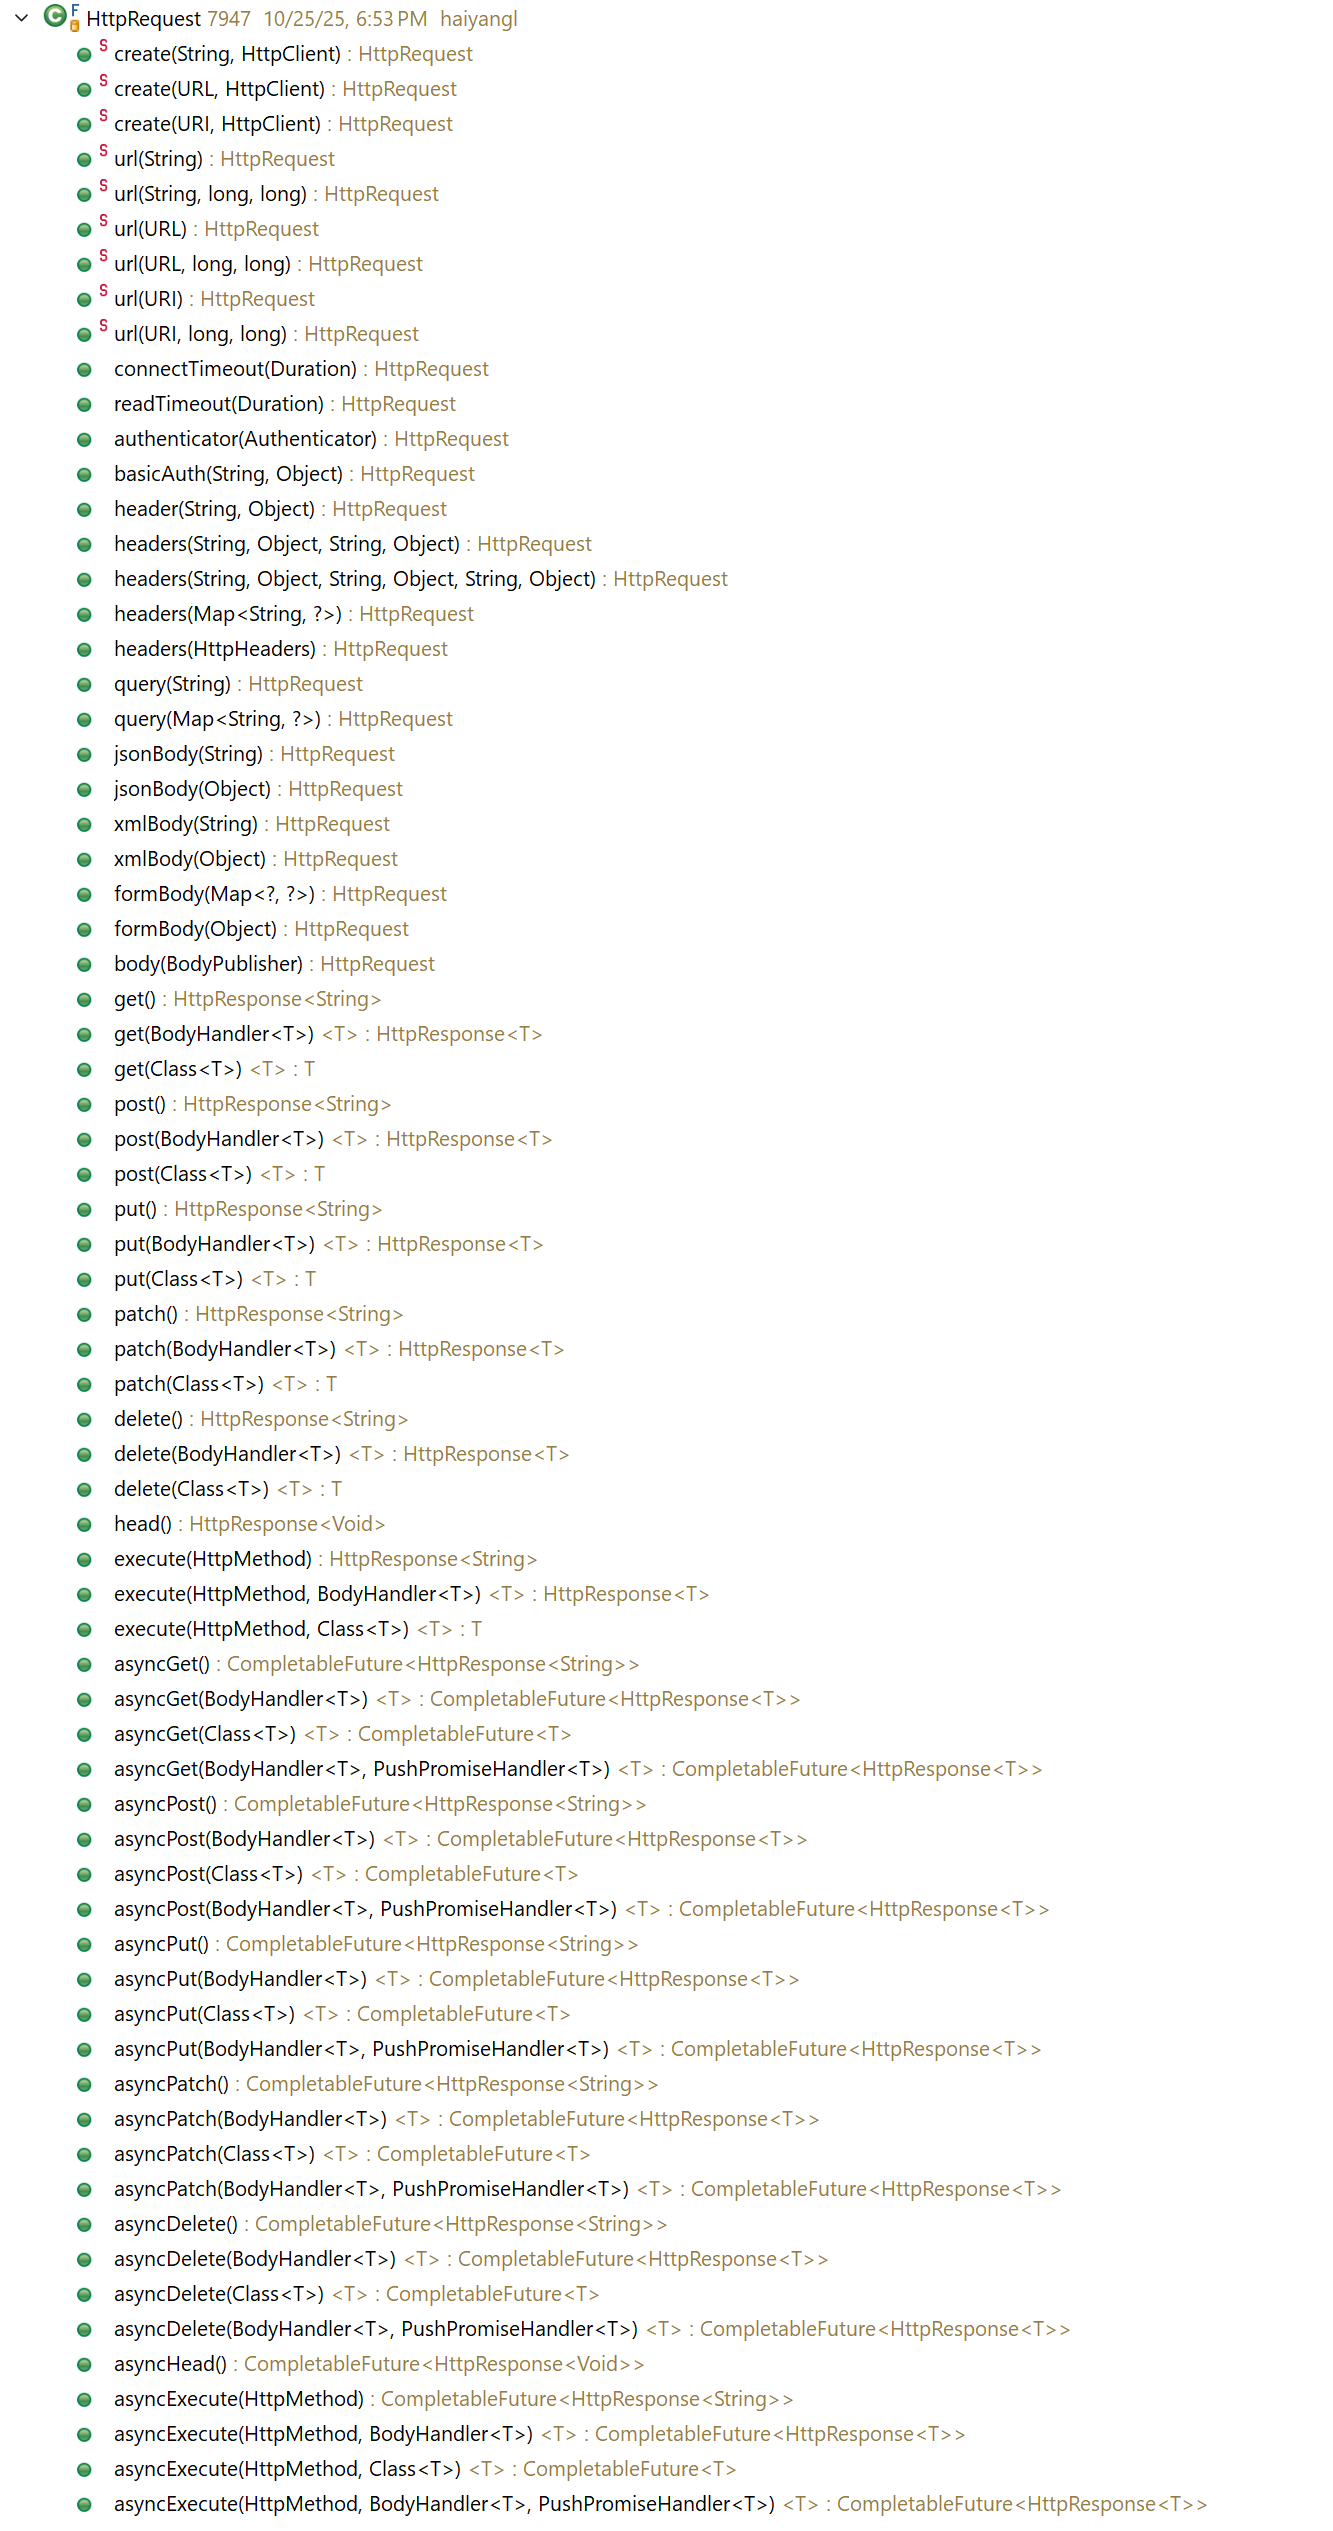 HttpRequest 7947 10/25/25, 6:53 PM haiyangl
create(String, HttpClient) : HttpRequest
create(URL, HttpClient) : HttpRequest
create(URI, HttpClient) : HttpRequest
url(String) : HttpRequest
url(String, long, long) : HttpRequest
url(URL) : HttpRequest
url(URL, long, long) : HttpRequest
url(URI) : HttpRequest
url(URI, long, long) : HttpRequest
connectTimeout(Duration) : HttpRequest
readTimeout(Duration) : HttpRequest
authenticator(Authenticator) : HttpRequest
basicAuth(String, Object) : HttpRequest
header(String, Object) : HttpRequest
headers(String, Object, String, Object) : HttpRequest
headers(String, Object, String, Object, String, Object) : HttpRequest
headers(Map<String, ?>) : HttpRequest
headers(HttpHeaders) : HttpRequest
query(String) : HttpRequest
query(Map<String, ?>) : HttpRequest
jsonBody(String) : HttpRequest
jsonBody(Object) : HttpRequest
xmlBody(String) : HttpRequest
xmlBody(Object) : HttpRequest
formBody(Map<?, ?>) : HttpRequest
formBody(Object) : HttpRequest
body(BodyPublisher) : HttpRequest
get() : HttpResponse<String>
get(BodyHandler<T>) <T> : HttpResponse<T>
get(Class<T>) <T> : T
post() : HttpResponse<String>
post(BodyHandler<T>) <T> : HttpResponse<T>
post(Class<T>) <T> : T
put() : HttpResponse<String>
put(BodyHandler<T>) <T> : HttpResponse<T>
put(Class<T>) <T> : T
patch() : HttpResponse<String>
patch(BodyHandler<T>) <T> : HttpResponse<T>
patch(Class<T>) <T> : T
delete() : HttpResponse<String>
delete(BodyHandler<T>) <T> : HttpResponse<T>
delete(Class<T>) <T> : T
head() : HttpResponse<Void>
execute(HttpMethod) : HttpResponse<String>
execute(HttpMethod, BodyHandler<T>) <T> : HttpResponse<T>
execute(HttpMethod, Class<T>) <T> : T
asyncGet() : CompletableFuture<HttpResponse<String>>
asyncGet(BodyHandler<T>) <T> : CompletableFuture<HttpResponse<T>>
asyncGet(Class<T>) <T> : CompletableFuture<T>
asyncGet(BodyHandler<T>, PushPromiseHandler<T>) <T> : CompletableFuture<HttpResponse<T>>
asyncPost() : CompletableFuture<HttpResponse<String>>
asyncPost(BodyHandler<T>) <T> : CompletableFuture<HttpResponse<T>>
asyncPost(Class<T>) <T> : CompletableFuture<T>
asyncPost(BodyHandler<T>, PushPromiseHandler<T>) <T> : CompletableFuture<HttpResponse<T>>
asyncPut() : CompletableFuture<HttpResponse<String>>
asyncPut(BodyHandler<T>) <T> : CompletableFuture<HttpResponse<T>>
asyncPut(Class<T>) <T> : CompletableFuture<T>
asyncPut(BodyHandler<T>, PushPromiseHandler<T>) <T> : CompletableFuture<HttpResponse<T>>
asyncPatch() : CompletableFuture<HttpResponse<String>>
asyncPatch(BodyHandler<T>) <T> : CompletableFuture<HttpResponse<T>>
asyncPatch(Class<T>) <T> : CompletableFuture<T>
asyncPatch(BodyHandler<T>, PushPromiseHandler<T>) <T> : CompletableFuture<HttpResponse<T>>
asyncDelete() : CompletableFuture<HttpResponse<String>>
asyncDelete(BodyHandler<T>) <T> : CompletableFuture<HttpResponse<T>>
asyncDelete(Class<T>) <T> : CompletableFuture<T>
asyncDelete(BodyHandler<T>, PushPromiseHandler<T>) <T> : CompletableFuture<HttpResponse<T>>
asyncHead() : CompletableFuture<HttpResponse<Void>>
asyncExecute(HttpMethod) : CompletableFuture<HttpResponse<String>>
asyncExecute(HttpMethod, BodyHandler<T>) <T> : CompletableFuture<HttpResponse<T>>
asyncExecute(HttpMethod, Class<T>) <T> : CompletableFuture<T>
asyncExecute(HttpMethod, BodyHandler<T>, PushPromiseHandler<T>) <T> : CompletableFuture<HttpResponse<T>>